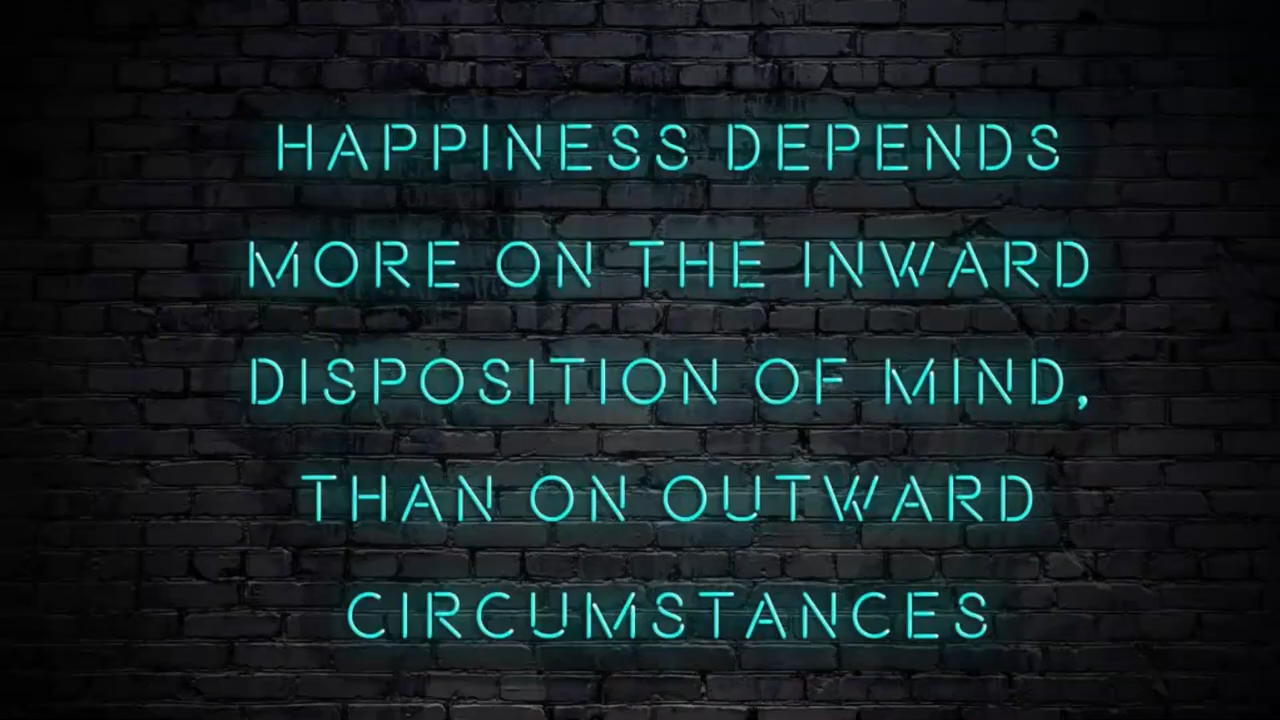 HAPPINESS DEPENDS
MORE ON THE INWARD
DISPOSITION OF MIND,
THAN ON OUTWARD
CIRCUMSTANCES